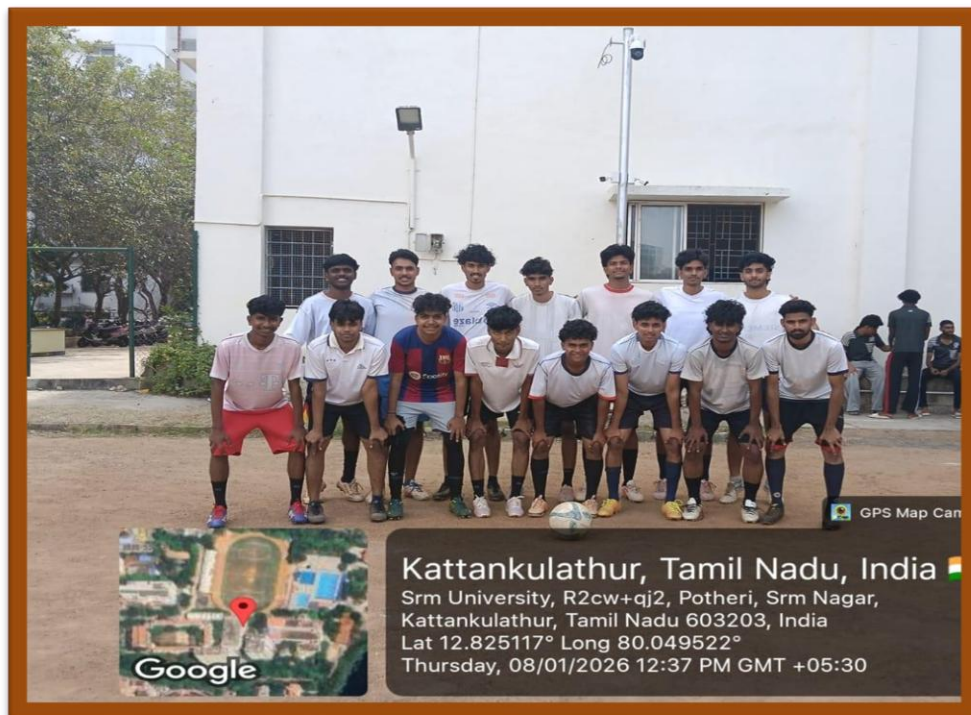 GPS Map Cam
Kattankulathur, Tamil Nadu, India
Srm University, R2cw+qj2, Potheri, Srm Nagar,
Kattankulathur, Tamil Nadu 603203, India
Lat 12.825117° Long 80.049522°
Thursday, 08/01/2026 12:37 PM GMT +05:30
Google